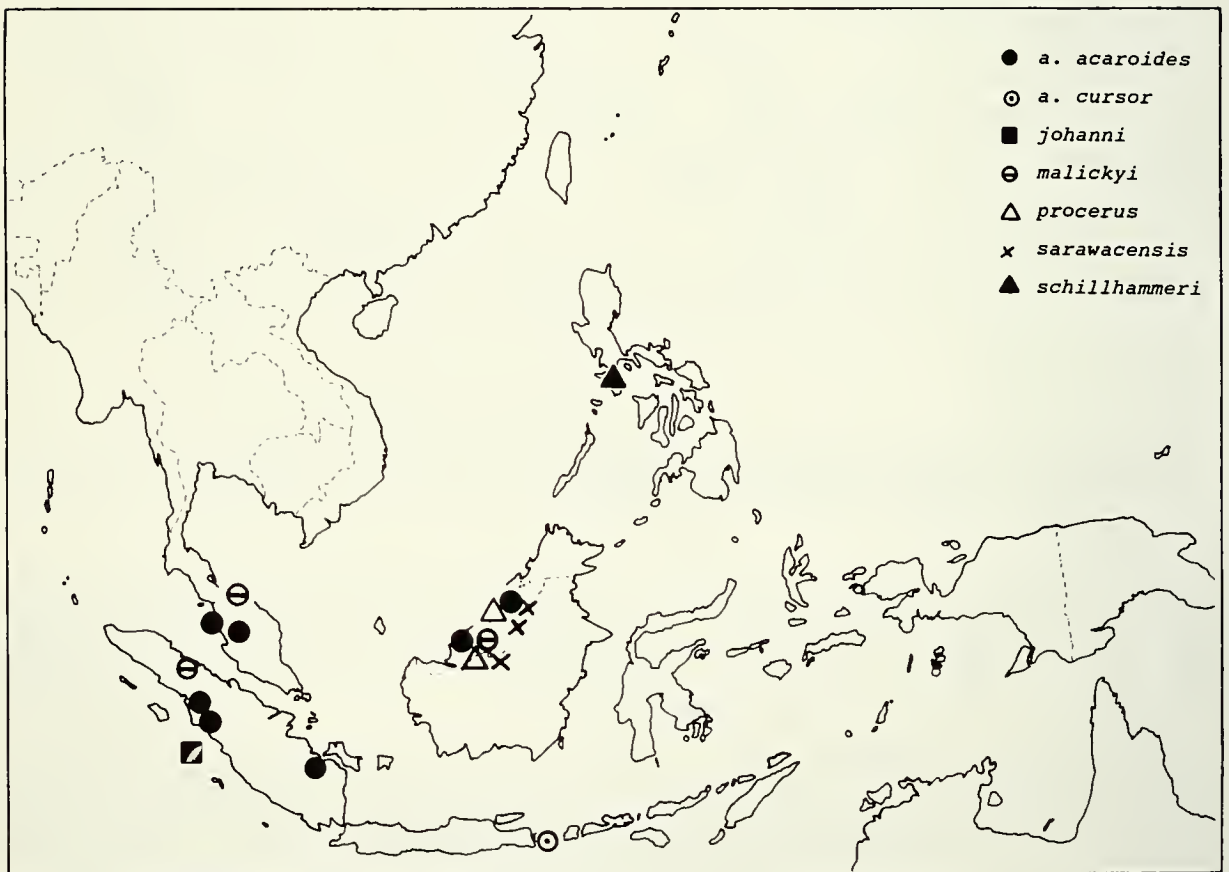 a. acaroides
a. cursor
johanni
malickyi
procerus
sarawacensis
schillhammeri